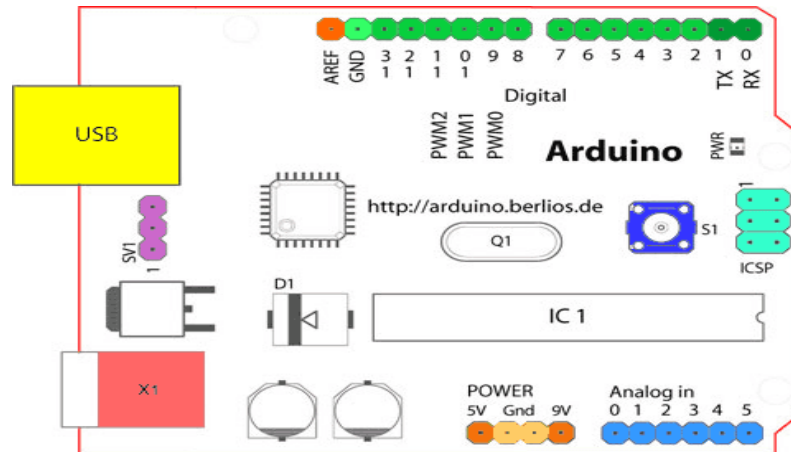 AREF GND 13 12 11 10 9 8 7 6 5 4 3 2 1 0
TX RX
Digital
USB
PWM2 PWM1 PWM0
Arduino
PWR
http://arduino.berlios.de
1
SV1
1
Q1
S1
ICSP
D1
IC 1
X1
POWER
Analog in
5V Gnd 9V
0 1 2 3 4 5